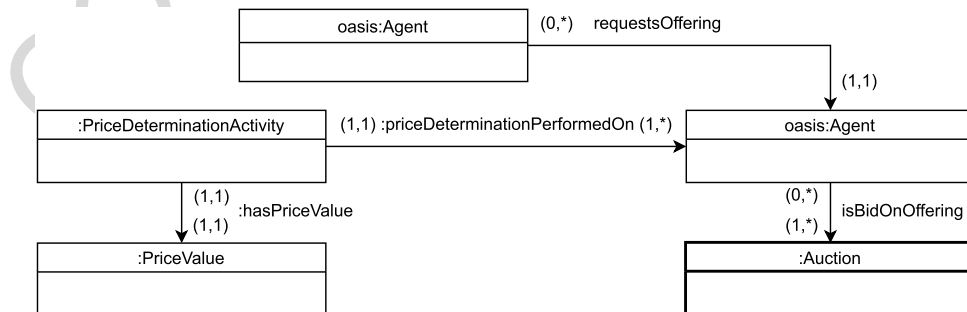 oasis:Agent
(0,*) requestsOffering
(1,1)
:PriceDeterminationActivity
(1,1) :priceDeterminationPerformedOn (1,*)
oasis:Agent
(1,1)
:hasPriceValue
(1,1)
(0,*)
isBidOnOffering
(1,*)
:PriceValue
:Auction